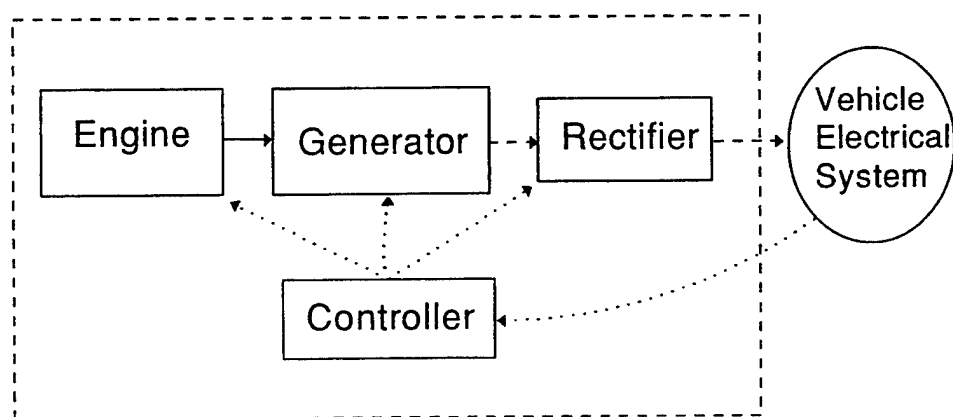 Engine
Generator
Rectifier
Vehicle
Electrical
System
Controller